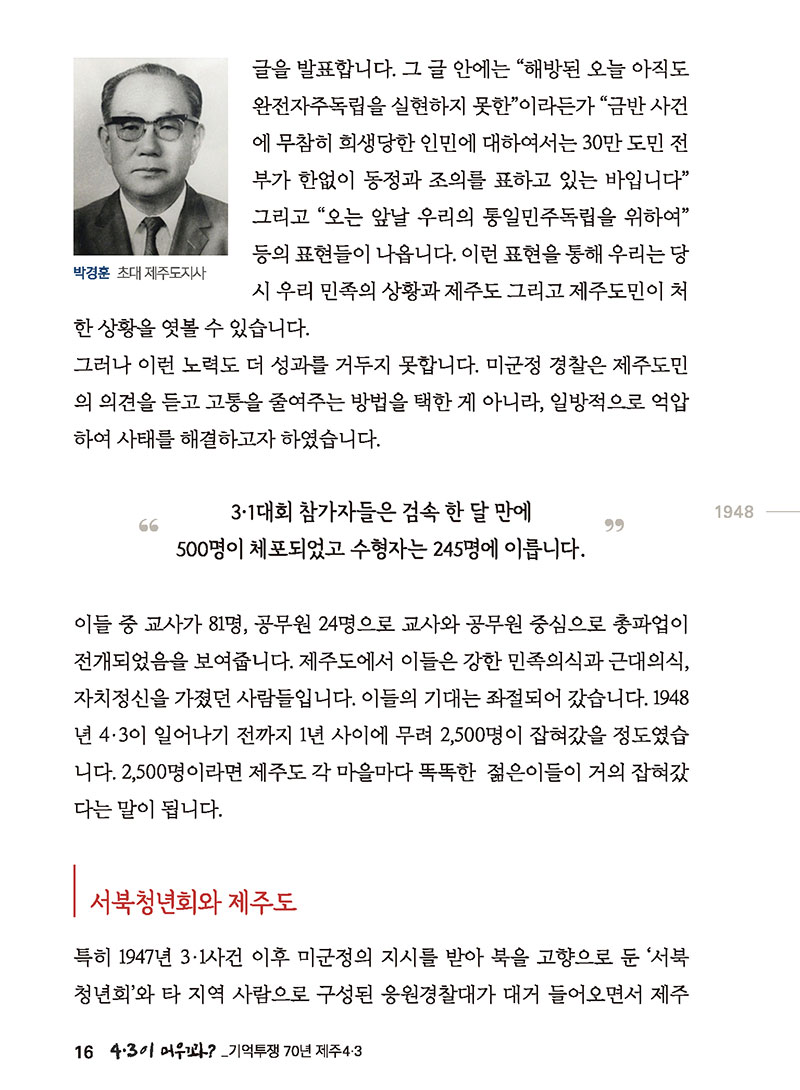 글을 발표합니다. 그 글 안에는 “해방된 오늘 아직도
완전자주독립을 실현하지 못한”이라든가 “금반 사건
에 무참히 희생당한 인민에 대하여서는 30만 도민 전
부가 한없이 동정과 조의를 표하고 있는 바입니다”
그리고 “오는 앞날 우리의 통일민주독립을 위하여”
등의 표현들이 나옵니다. 이런 표현을 통해 우리는 당
시 우리 민족의 상황과 제주도 그리고 제주도민이 처
한 상황을 엿볼 수 있습니다.
박경훈 초대 제주도지사
그러나 이런 노력도 더 성과를 거두지 못합니다. 미군정 경찰은 제주도민
의 의견을 듣고 고통을 줄여주는 방법을 택한 게 아니라, 일방적으로 억압
하여 사태를 해결하고자 하였습니다.
“ 3·1대회 참가자들은 검속 한 달 만에
500명이 체포되었고 수형자는 245명에 이릅니다. ”
1948
이들 중 교사가 81명, 공무원 24명으로 교사와 공무원 중심으로 총파업이
전개되었음을 보여줍니다. 제주도에서 이들은 강한 민족의식과 근대의식,
자치정신을 가졌던 사람들입니다. 이들의 기대는 좌절되어 갔습니다. 1948
년 4·3이 일어나기 전까지 1년 사이에 무려 2,500명이 잡혀갔을 정도였습
니다. 2,500명이라면 제주도 각 마을마다 똑똑한 젊은이들이 거의 잡혀갔
다는 말이 됩니다.
서북청년회와 제주도
특히 1947년 3·1사건 이후 미군정의 지시를 받아 북을 고향으로 둔 ‘서북
청년회’와 타 지역 사람으로 구성된 응원경찰대가 대거 들어오면서 제주
16 4·3이 머우꽈? _기억투쟁 70년 제주4·3